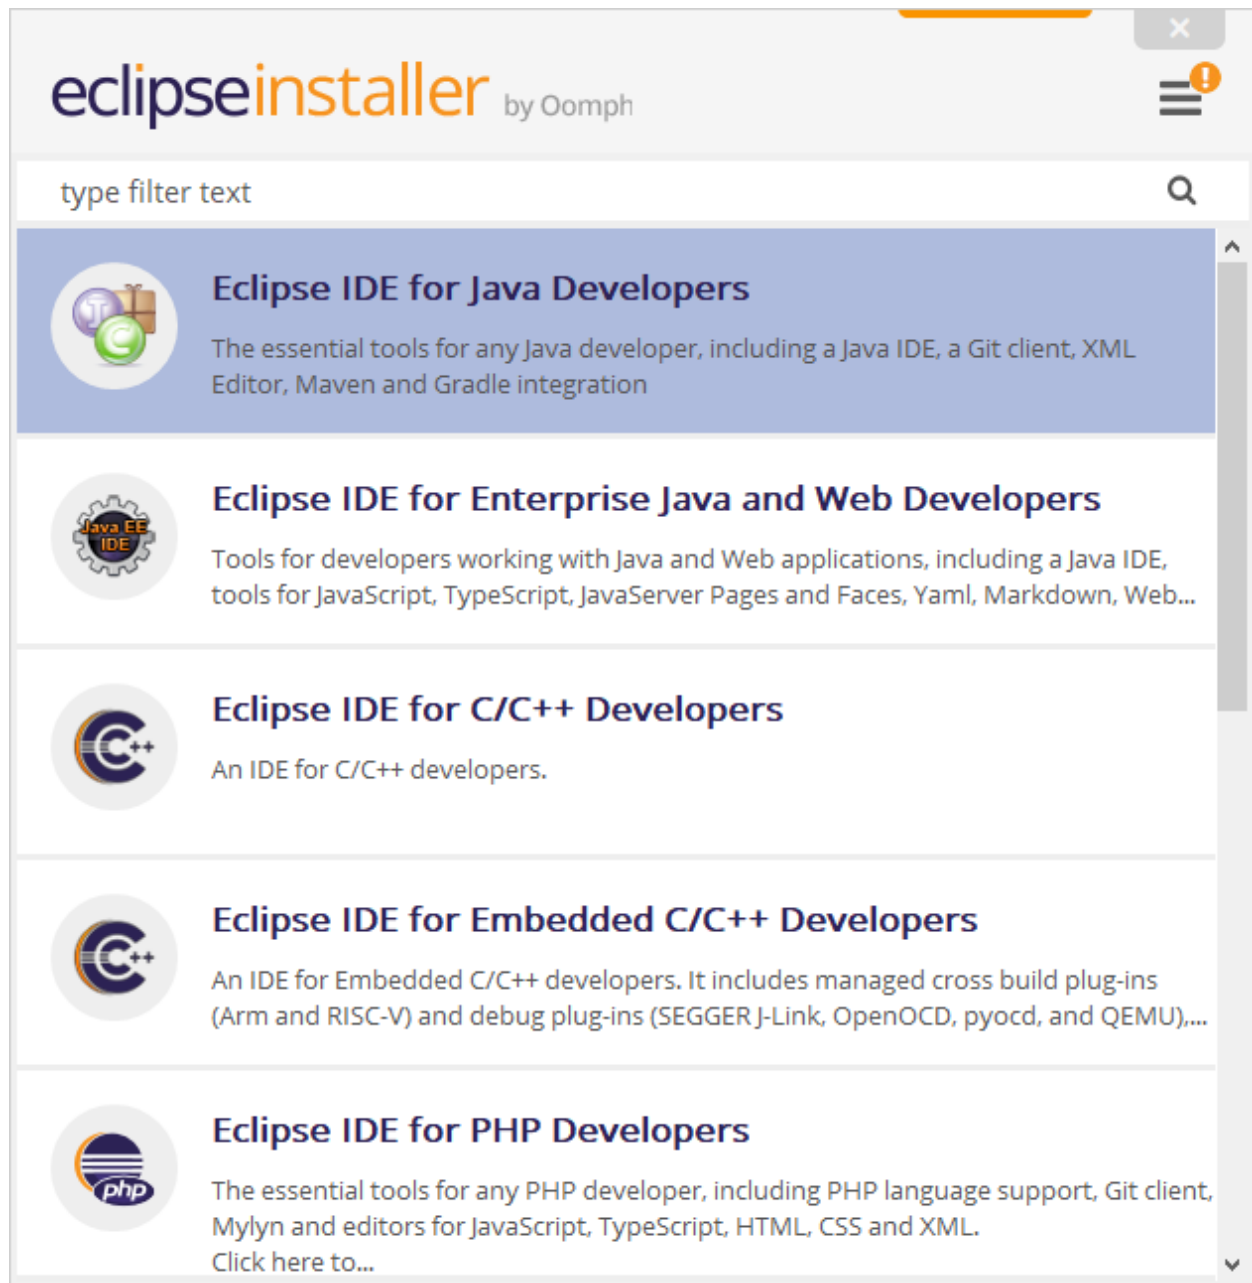 eclipseinstaller by Oomph
type filter text
Eclipse IDE for Java Developers
The essential tools for any Java developer, including a Java IDE, a Git client, XML
Editor, Maven and Gradle integration
Java EE
IDE
Eclipse IDE for Enterprise Java and Web Developers
Tools for developers working with Java and Web applications, including a Java IDE,
tools for JavaScript, TypeScript, JavaServer Pages and Faces, Yaml, Markdown, Web...
C++
Eclipse IDE for C/C++ Developers
An IDE for C/C++ developers.
C++
Eclipse IDE for Embedded C/C++ Developers
An IDE for Embedded C/C++ developers. It includes managed cross build plug-ins
(Arm and RISC-V) and debug plug-ins (SEGGER J-Link, OpenOCD, pyocd, and QEMU),...
php
Eclipse IDE for PHP Developers
The essential tools for any PHP developer, including PHP language support, Git client,
Mylyn and editors for JavaScript, TypeScript, HTML, CSS and XML.
Click here to...